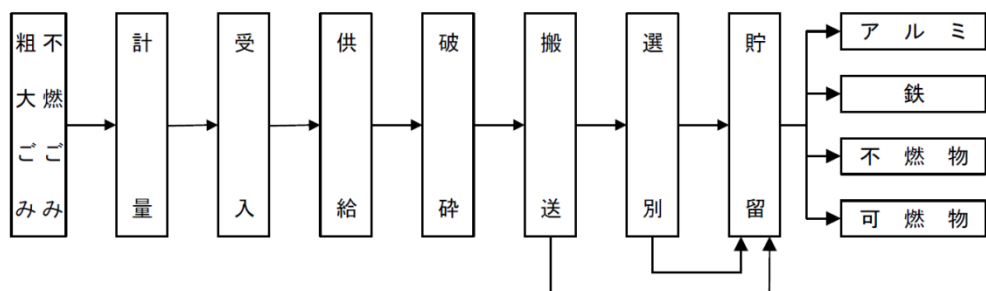 不燃ごみ
粗大ごみ
計量
受入
供給
破砕
搬送
選別
貯留
アルミ
鉄
不燃物
可燃物